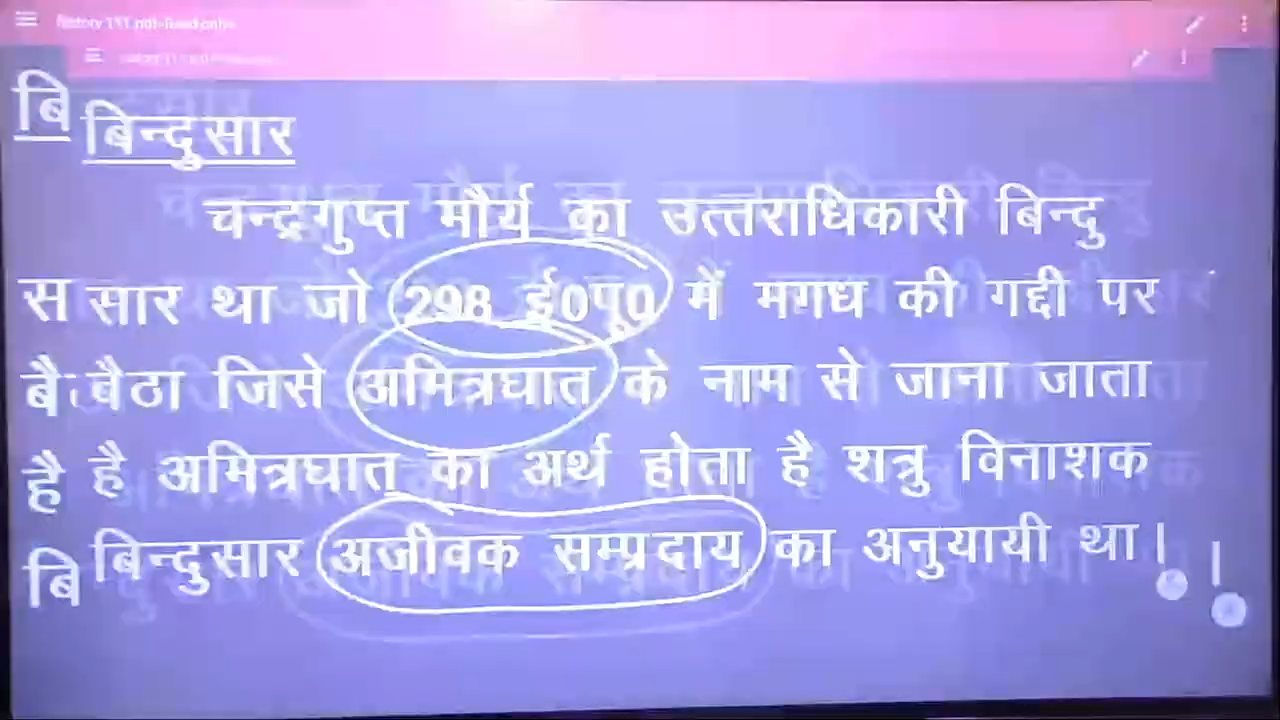 बिन्दुसार
चन्द्रगुप्त मौर्य का उत्तराधिकारी बिन्दु
सार था जो 298 ई0पू0 में मगध की गद्दी पर
बैठा जिसे अमित्रघात के नाम से जाना जाता
है अमित्रघात का अर्थ होता है शत्रु विनाशक
बिन्दुसार अजीवक सम्प्रदाय का अनुयायी था।